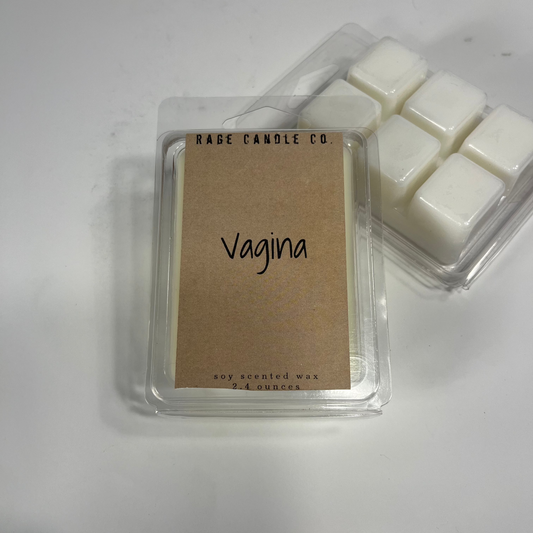 RAGE CANDLE CO.
Vagina
soy scented wax
2.4 ounces